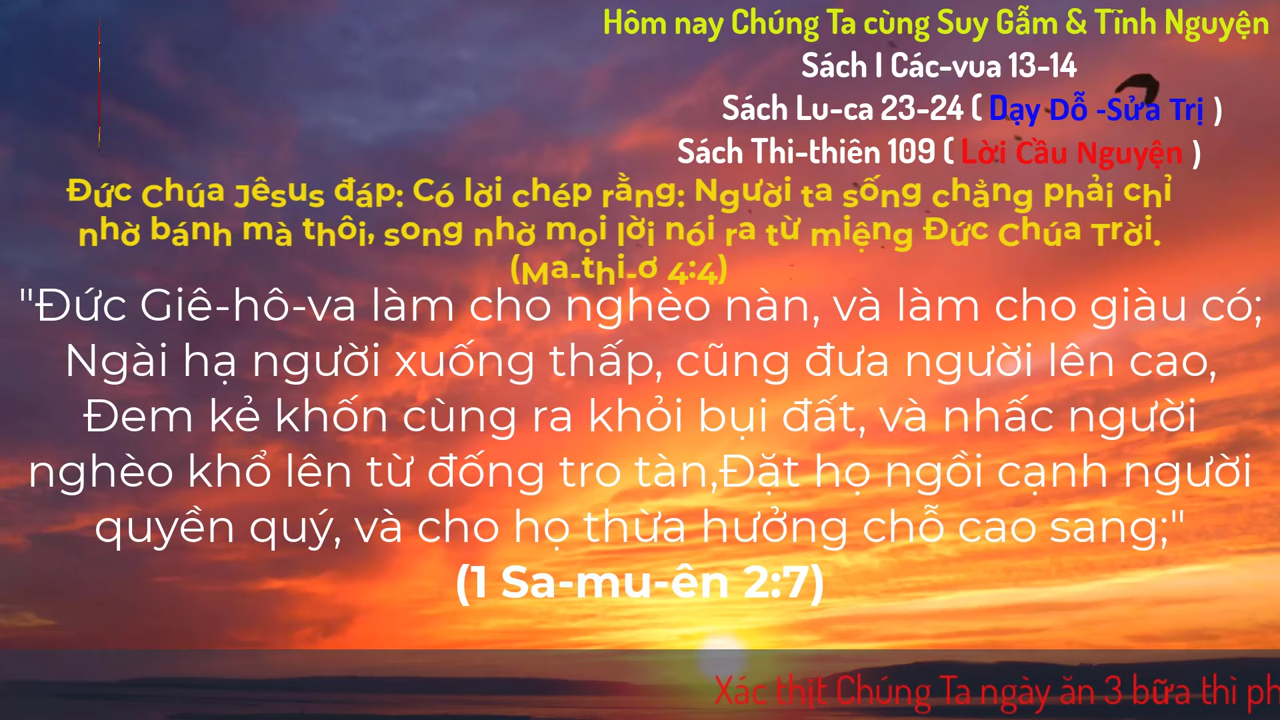 Hôm nay Chúng Ta cùng Suy Gẫm & Tĩnh Nguyện
Sách I Các-vua 13-14
Sách Lu-ca 23-24 ( Dạy Dỗ -Sửa Trị )
Sách Thi-thiên 109 ( Lời Cầu Nguyện )
Đức Chúa Jêsus đáp: Có lời chép rằng: Người ta sống chẳng phải chỉ
nhờ bánh mà thôi, song nhờ mọi lời nói ra từ miệng Đức Chúa Trời.
(Ma-thi-ơ 4:4)
"Đức Giê-hô-va làm cho nghèo nàn, và làm cho giàu có;
Ngài hạ người xuống thấp, cũng đưa người lên cao,
Đem kẻ khốn cùng ra khỏi bụi đất, và nhấc người
nghèo khổ lên từ đống tro tàn,Đặt họ ngồi cạnh người
quyền quý, và cho họ thừa hưởng chỗ cao sang;"
(1 Sa-mu-ên 2:7)
Xác thịt Chúng Ta ngày ăn 3 bữa thì ph